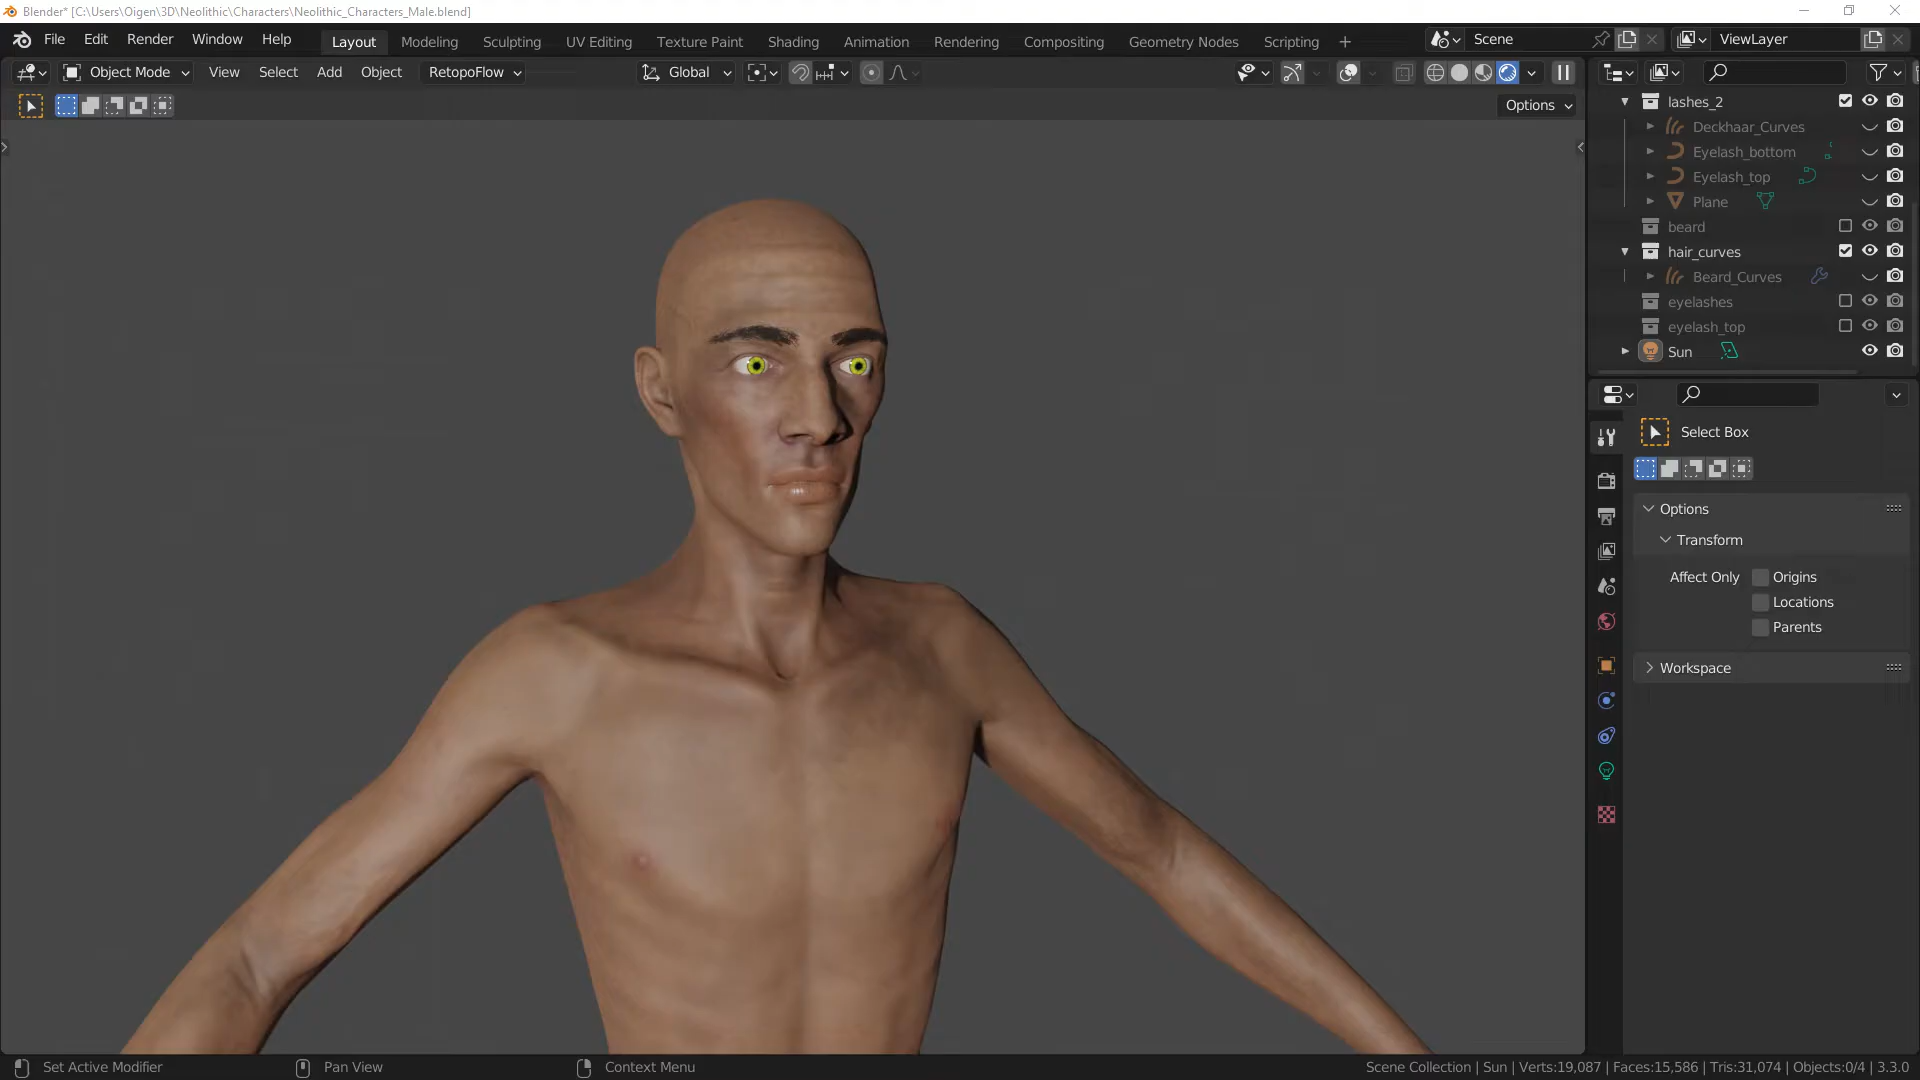 Blender* [C:\Users\Oigen\3D\Neolithic\Characters\Neolithic_Characters_Male.blend]
File Edit Render Window Help Layout Modeling Sculpting UV Editing Texture Paint Shading Animation Rendering Compositing Geometry Nodes Scripting + Scene ViewLayer
Object Mode View Select Add Object RetopoFlow Global
Options
lashes_2
Deckhaar_Curves
Eyelash_bottom
Eyelash_top
Plane
beard
hair_curves
Beard_Curves
eyelashes
eyelash_top
Sun
Select Box
Options
Transform
Affect Only Origins
Locations
Parents
Workspace
Set Active Modifier Pan View Context Menu Scene Collection | Sun | Verts:19,087 | Faces:15,586 | Tris:31,074 | Objects:0/4 | 3.3.0